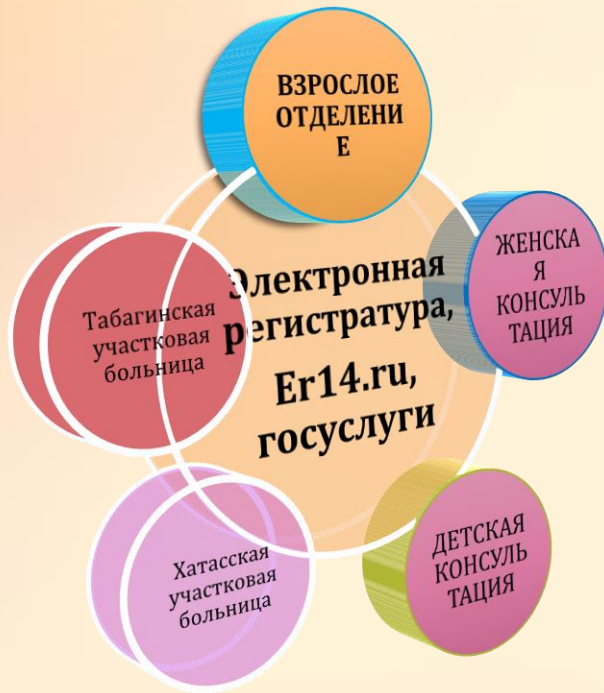 ВЗРОСЛОЕ
ОТДЕЛЕНИ
Е
Электронная
регистратура,
Er14.ru,
госуслуги
ЖЕНСКА
Я
КОНСУЛЬ
ТАЦИЯ
ДЕТСКАЯ
КОНСУЛЬ
ТАЦИЯ
Хатасская
участковая
больница
Табагинская
участковая
больница